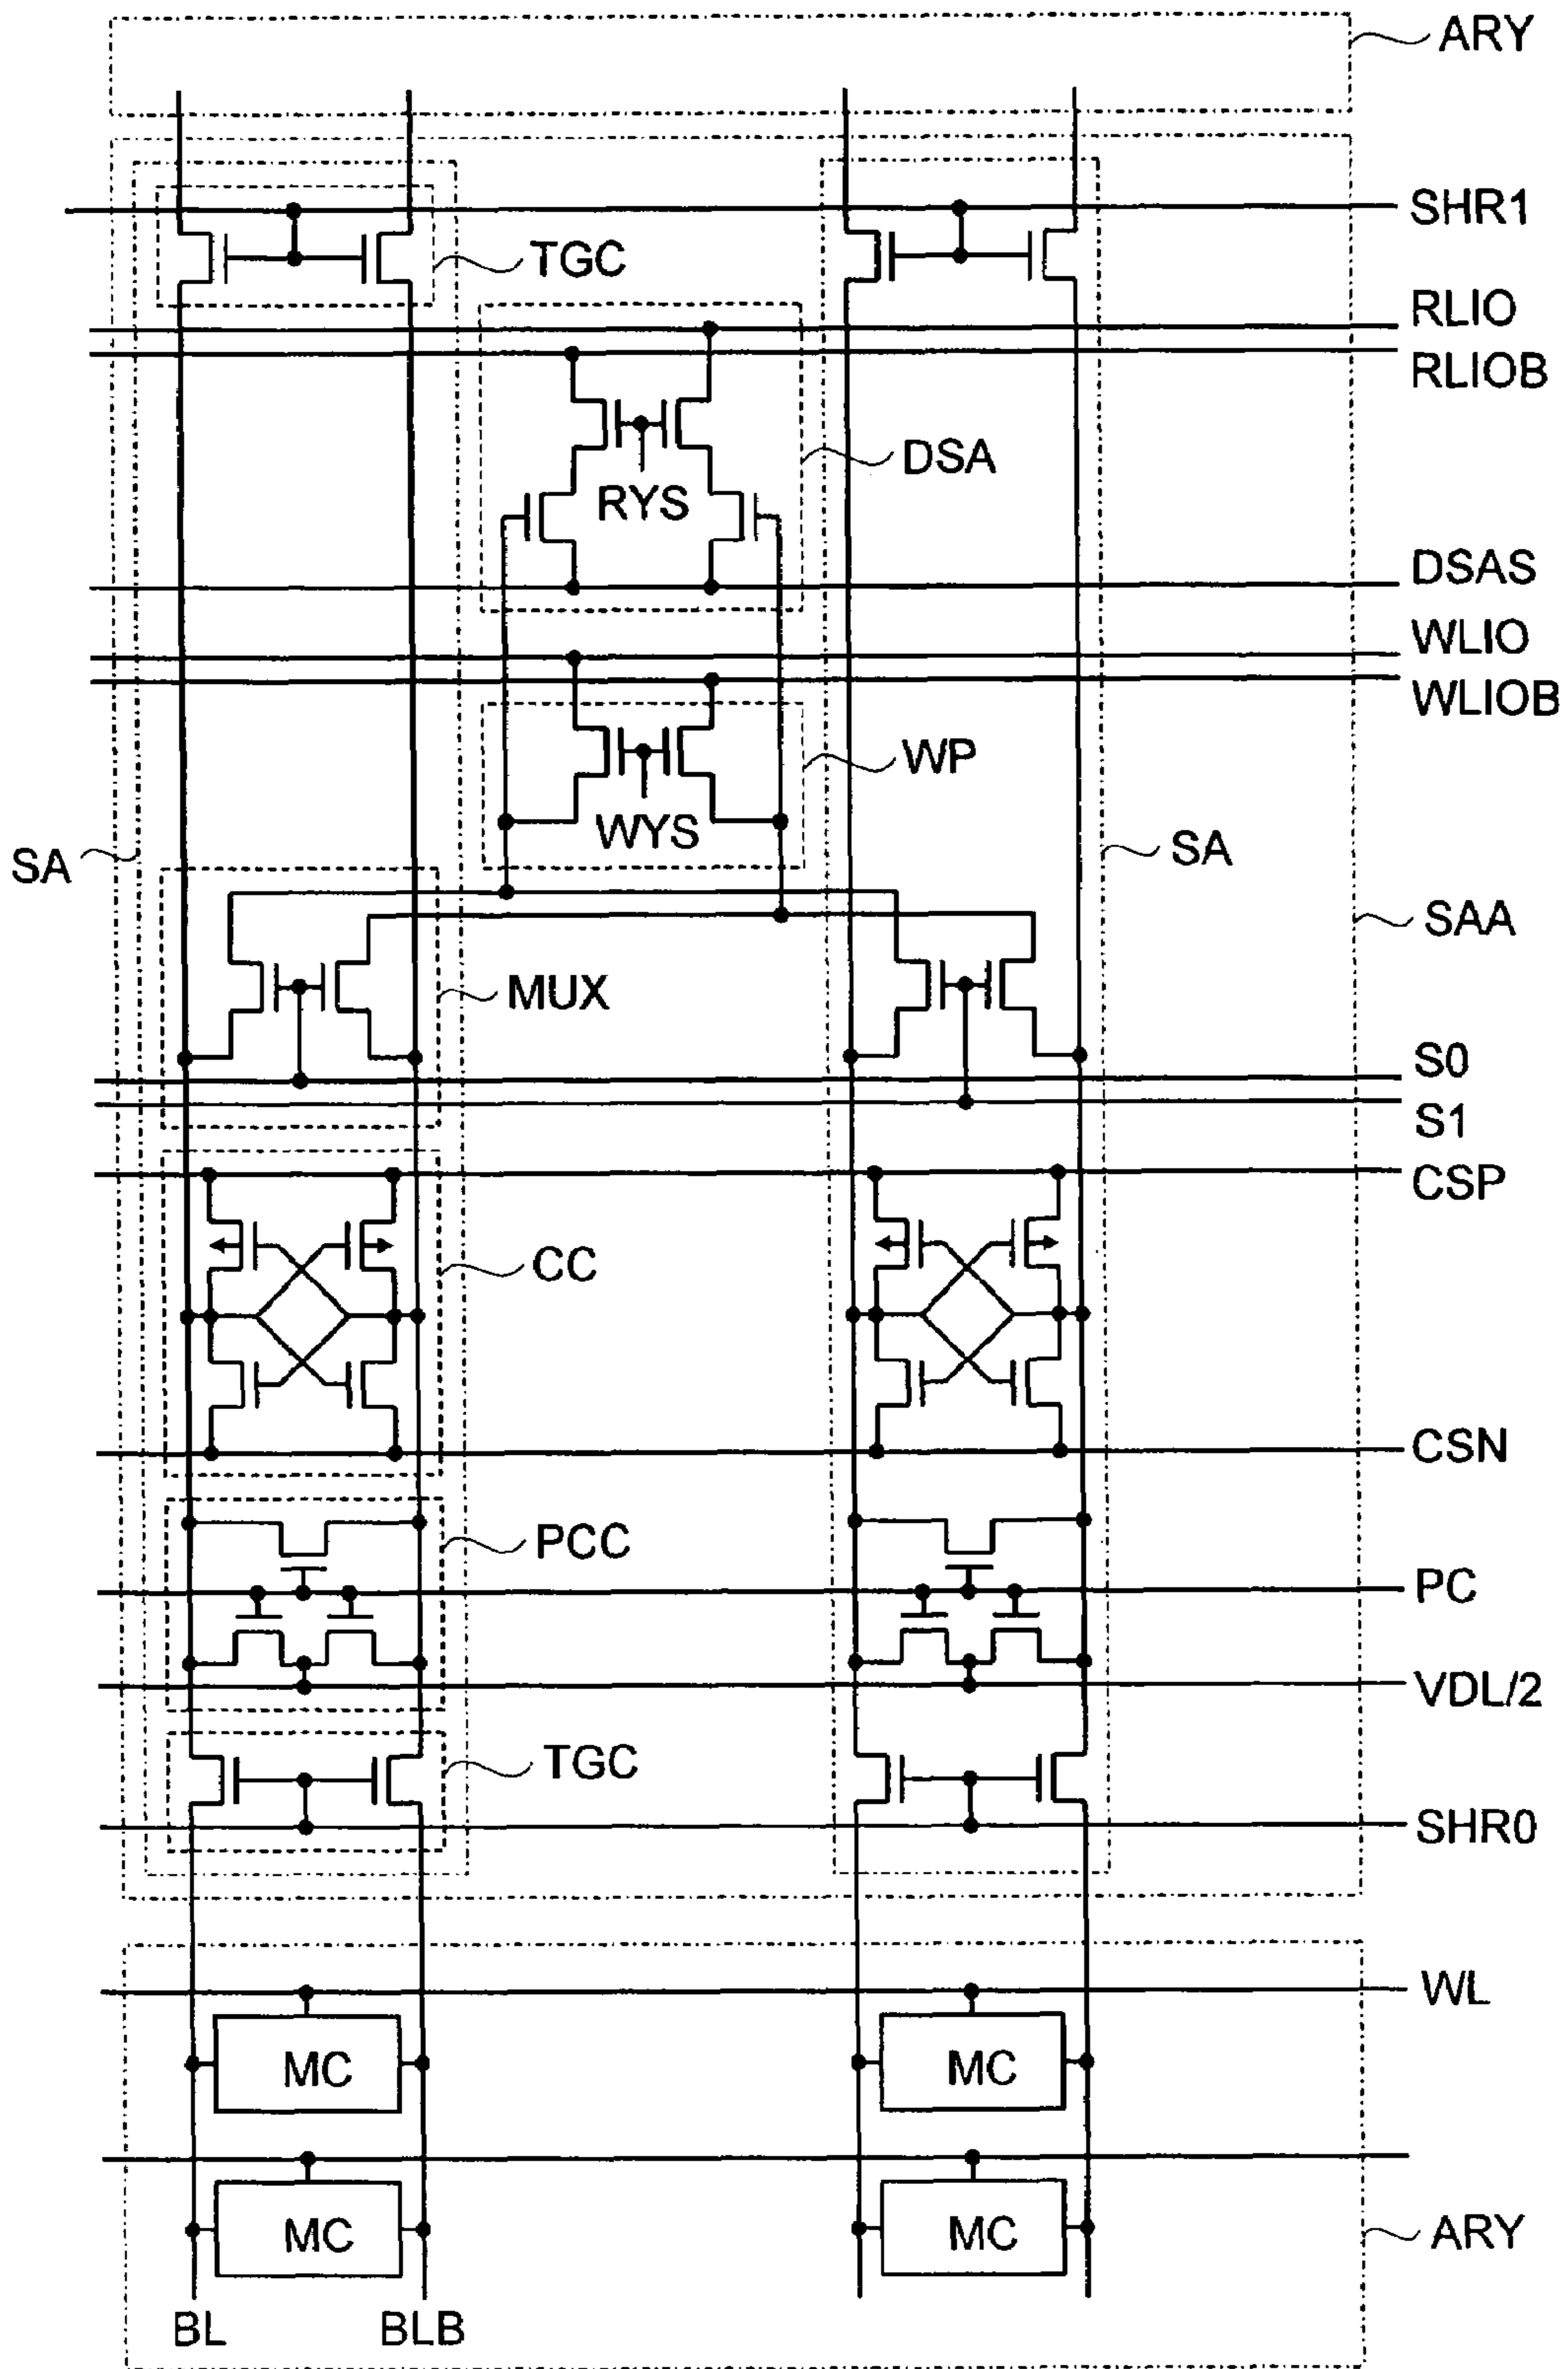 ARY
SHR1
TGC
RLIO
RLIOB
DSA
RYS
DSAS
WLIO
WLIOB
WP
WYS
SA
SA
SAA
MUX
S0
S1
CSP
CC
CSN
PCC
PC
VDL/2
TGC
SHR0
WL
MC
MC
MC
MC
ARY
BL
BLB